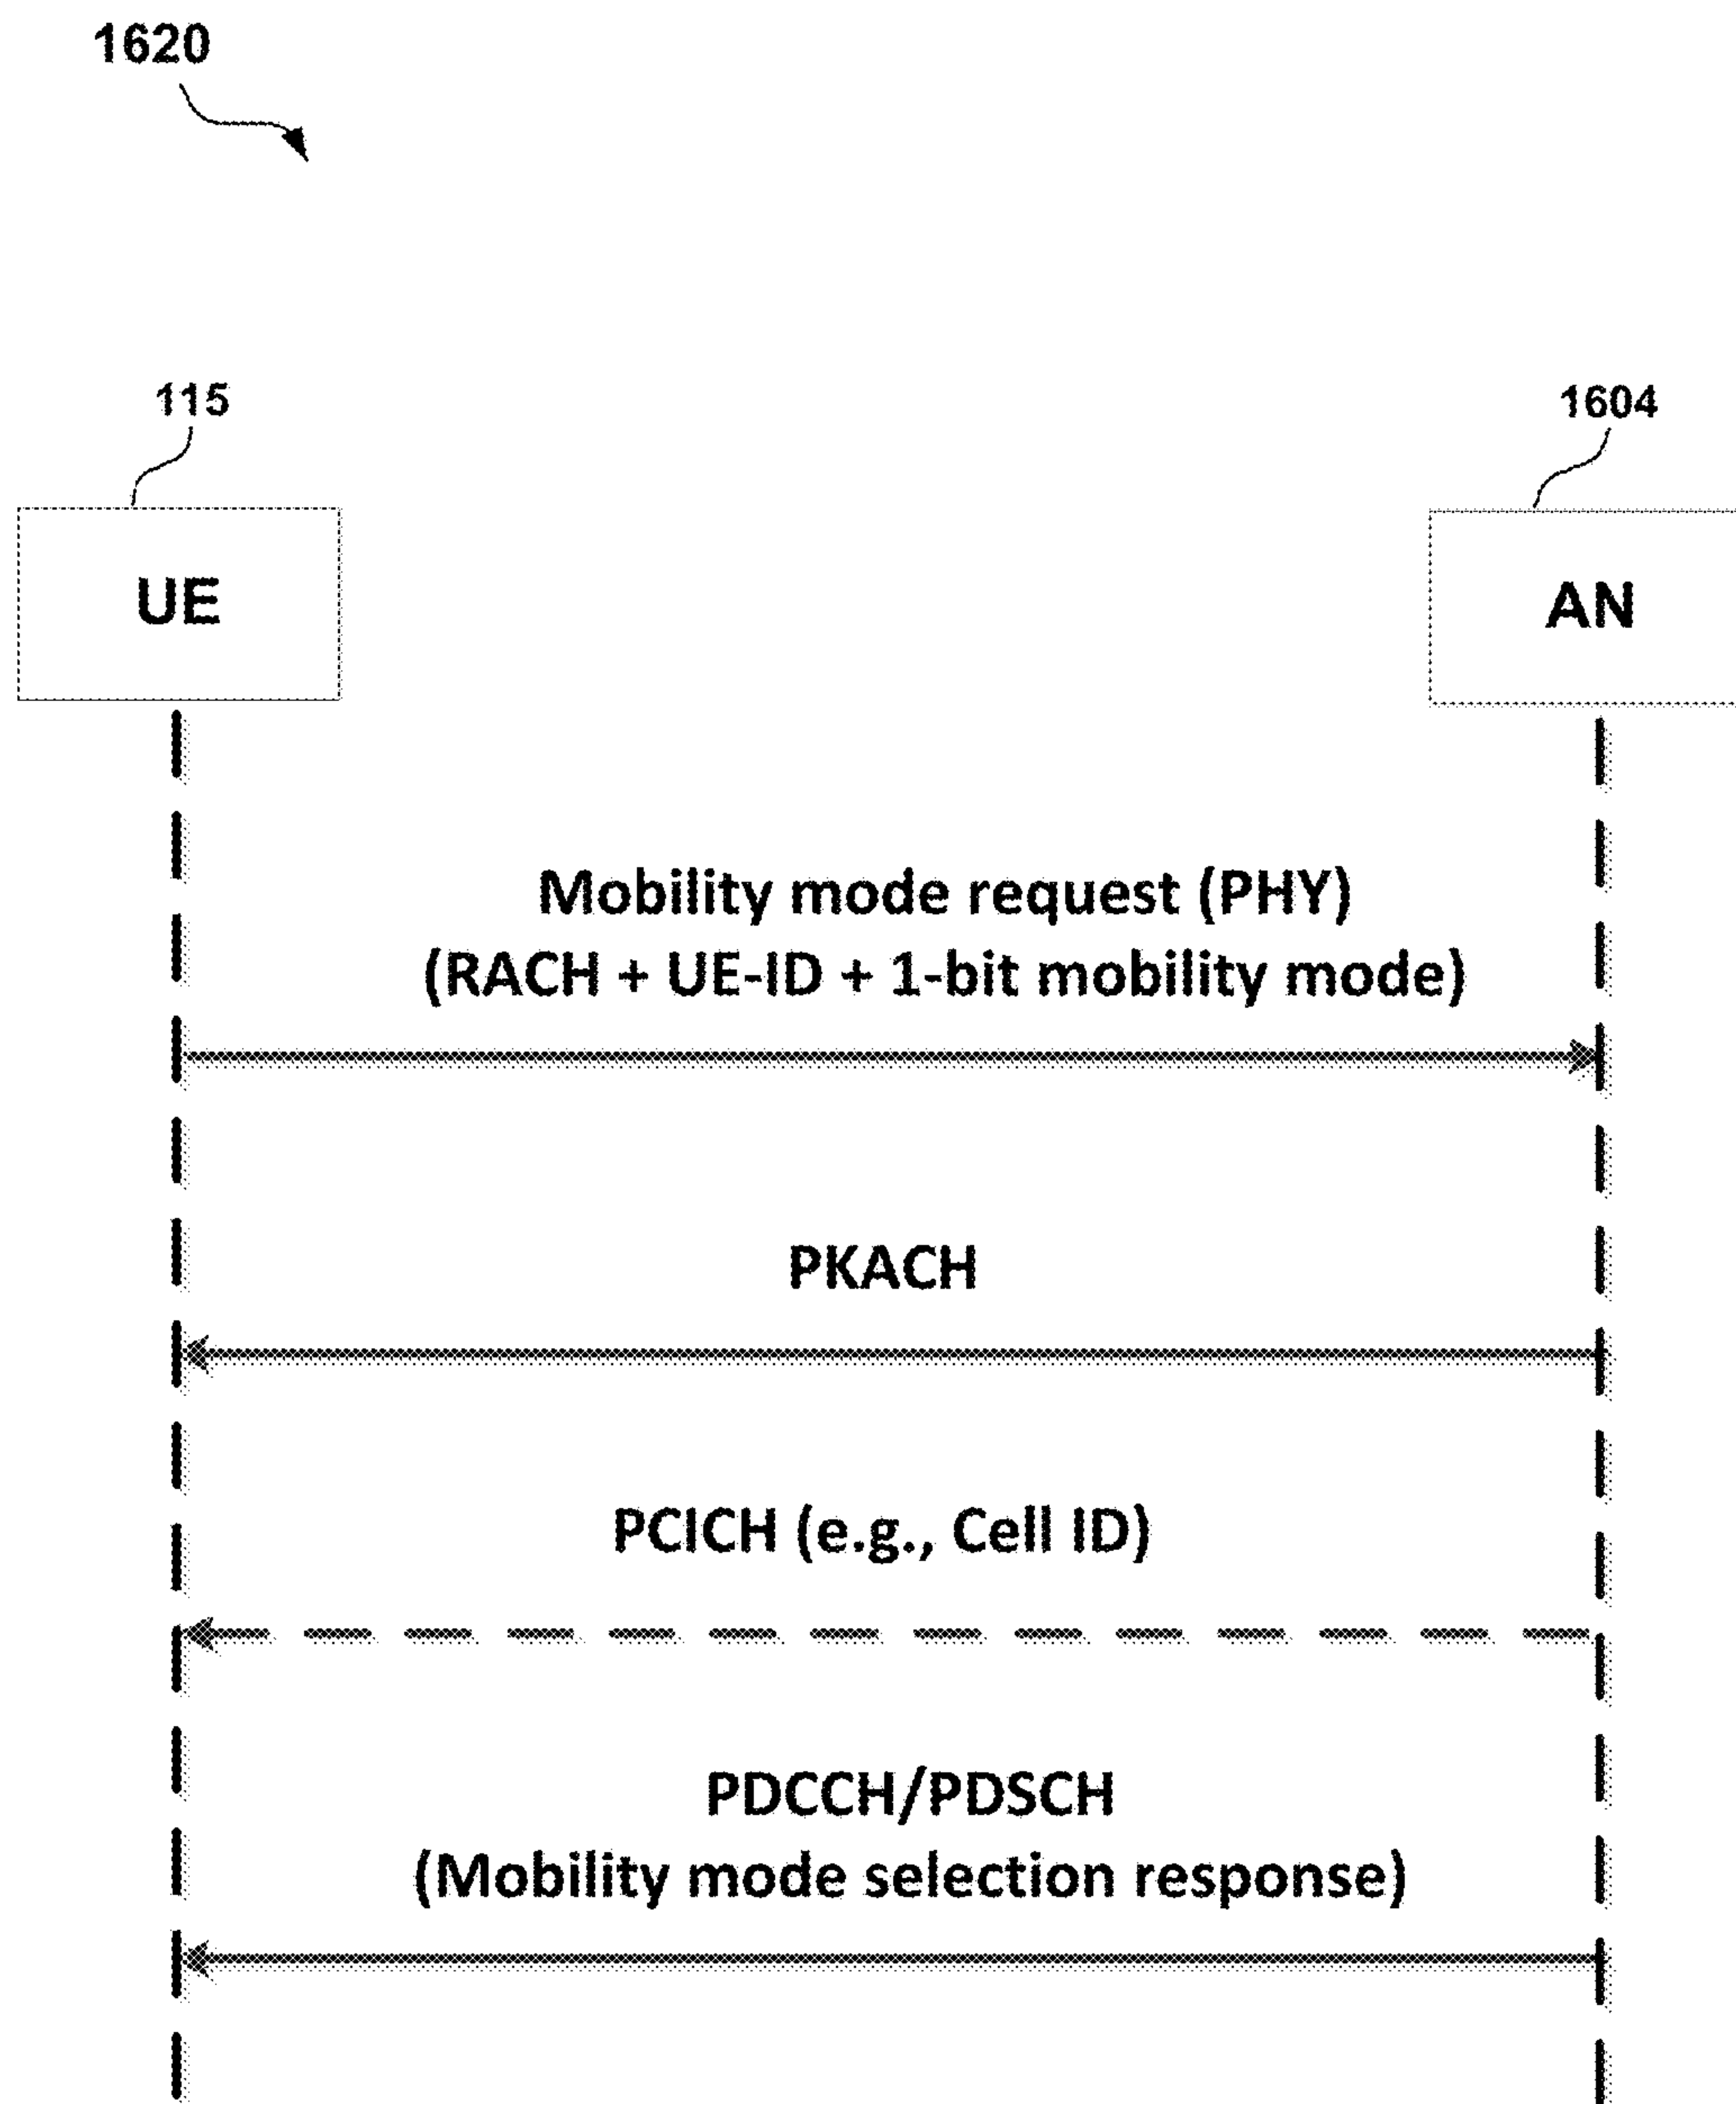 1620
115
1604
UE
AN
Mobility mode request (PHY)
(RACH + UE-ID + 1-bit mobility mode)
PKACH
PCICH (e.g., Cell ID)
PDCCH/PDSCH
(Mobility mode selection response)